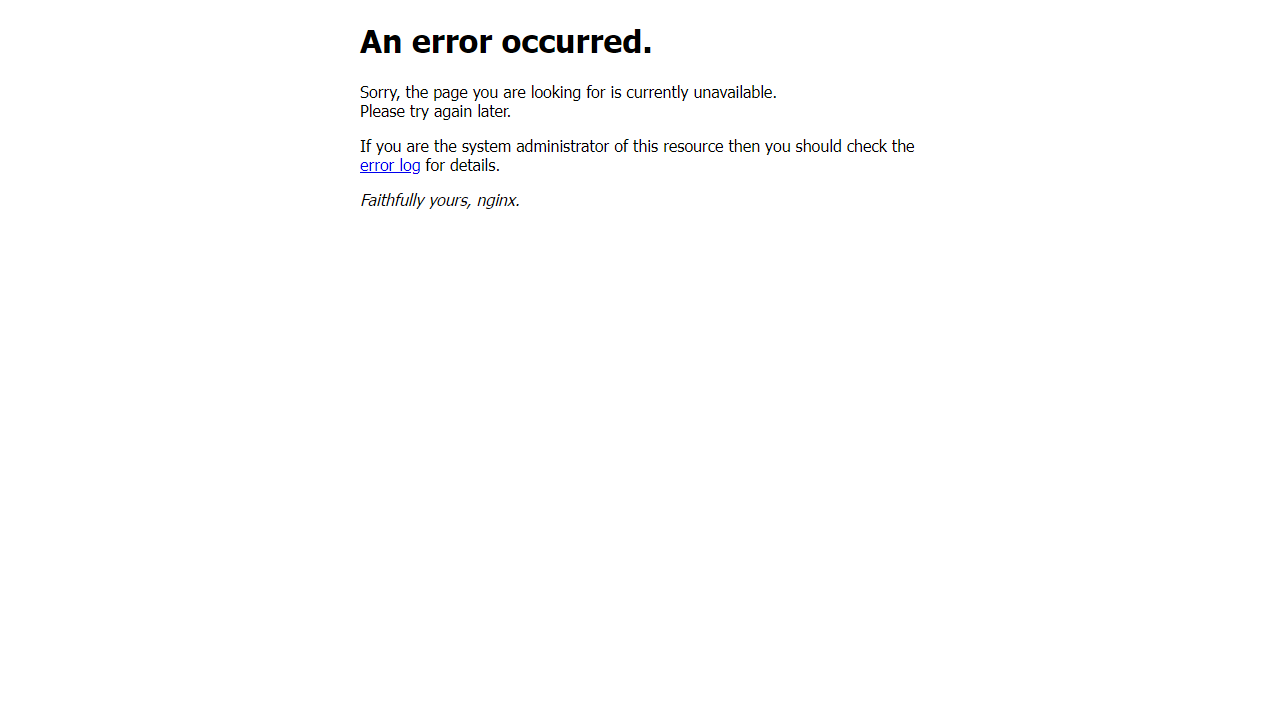 An error occurred.
Sorry, the page you are looking for is currently unavailable.
Please try again later.
If you are the system administrator of this resource then you should check the
error log for details.
Faithfully yours, nginx.